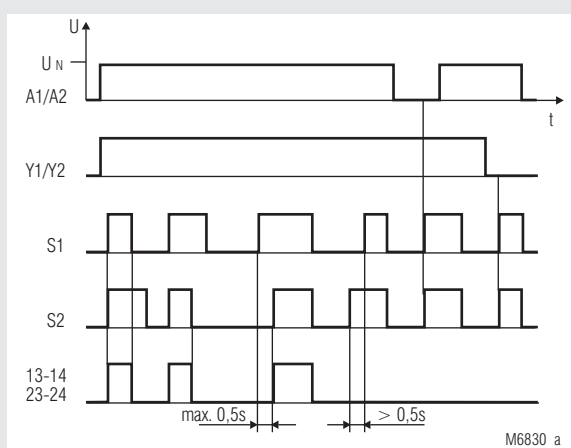 U
U N
A1/A2
t
Y1/Y2
S1
S2
13-14
23-24
max. 0,5s
> 0,5s
M6830 a